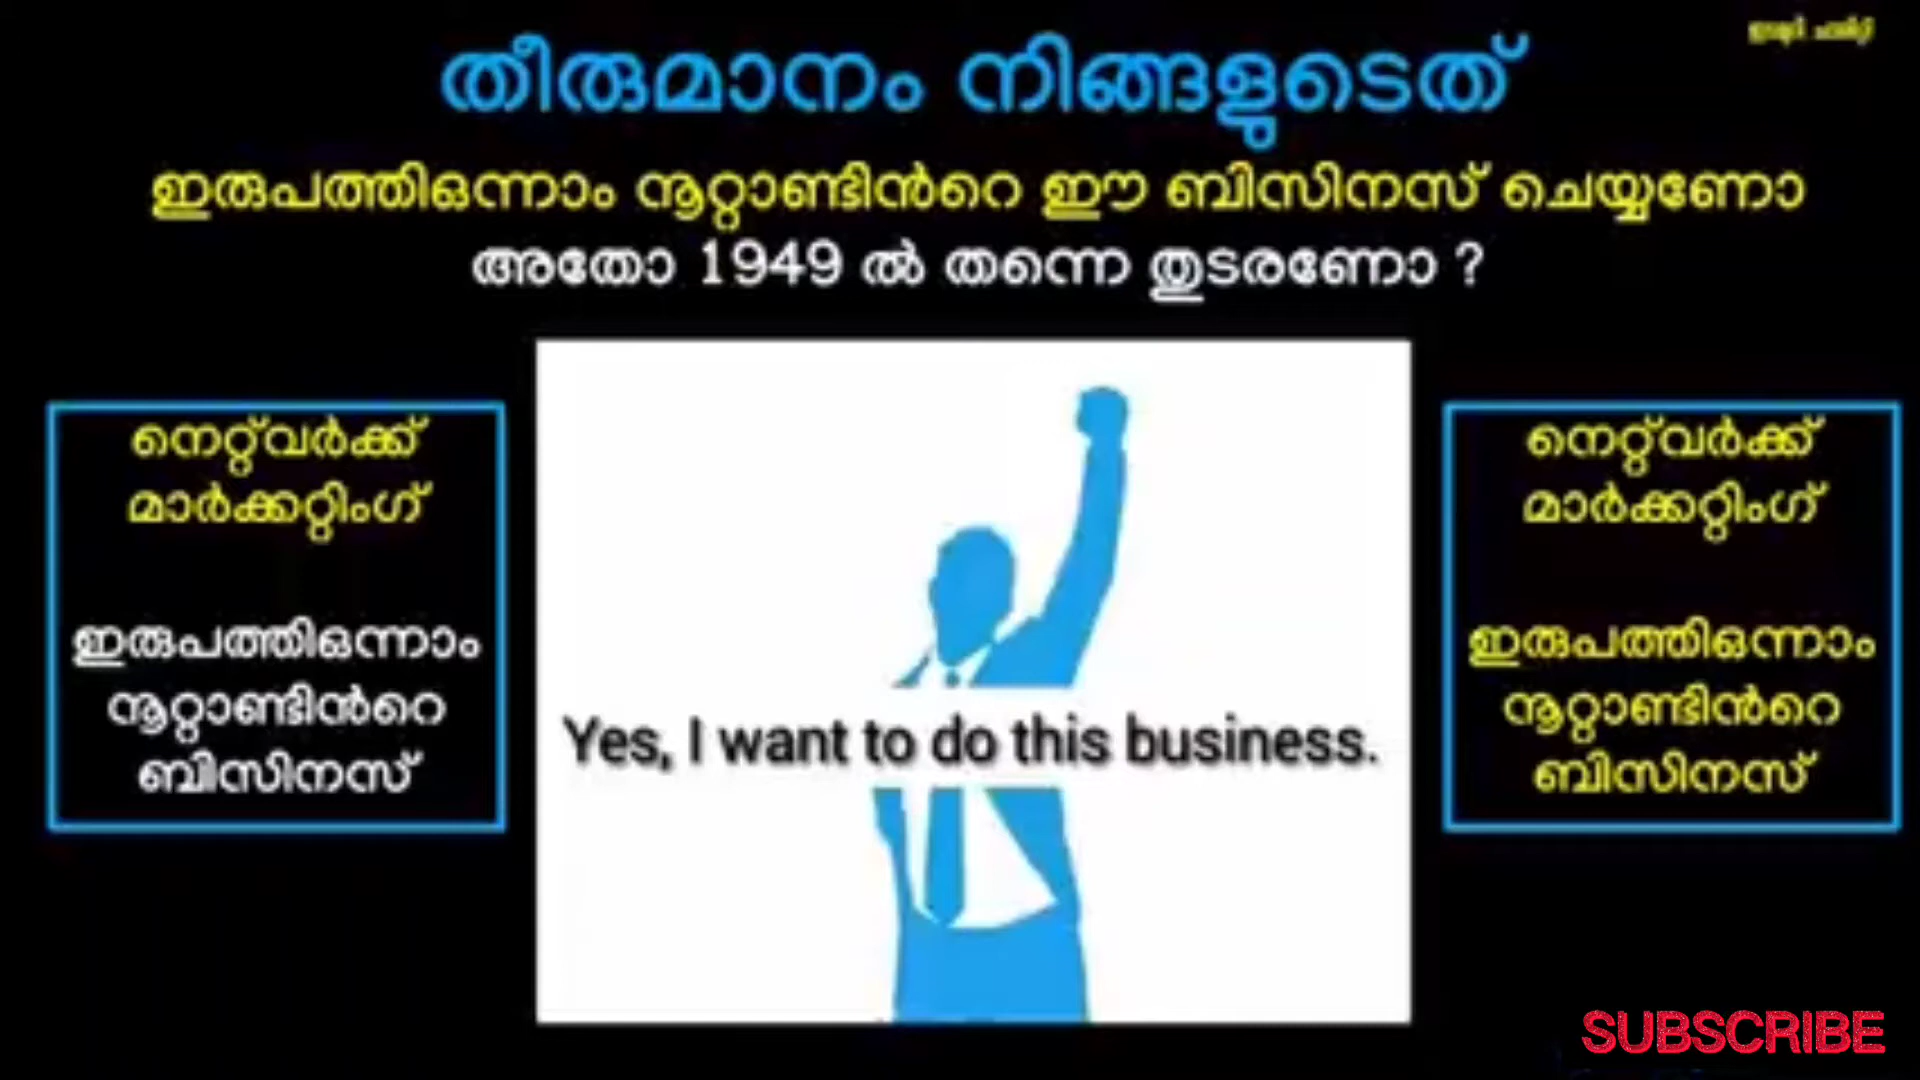 തീരുമാനം നിങ്ങളുടെത്
ഇരുപത്തിഒന്നാം നൂറ്റാണ്ടിൻറെ ഈ ബിസിനസ് ചെയ്യണോ
അതോ 1949 ൽ തന്നെ തുടരണോ ?
നെറ്റ്‌വർക്ക്
മാർക്കറ്റിംഗ്
ഇരുപത്തിഒന്നാം
നൂറ്റാണ്ടിൻറെ
ബിസിനസ്
Yes, I want to do this business.
നെറ്റ്‌വർക്ക്
മാർക്കറ്റിംഗ്
ഇരുപത്തിഒന്നാം
നൂറ്റാണ്ടിൻറെ
ബിസിനസ്
SUBSCRIBE